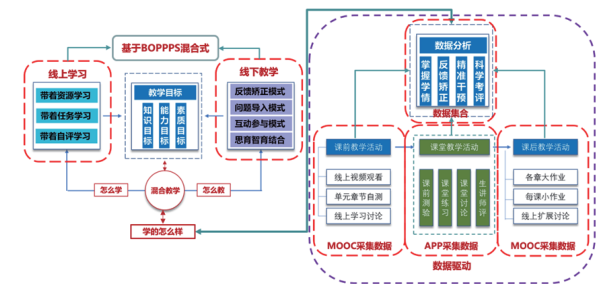 基于BOPPPS混合式
线上学习
带着资源学习
带着任务学习
带着自评学习
教学目标
知识目标
能力目标
素质目标
线下教学
反馈矫正模式
问题导入模式
互动参与模式
思育智育结合
怎么学
混合教学
怎么教
学的怎么样
数据分析
掌握学情
反馈矫正
精准干预
科学考评
数据集合
课前教学活动
线上视频观看
单元章节自测
线上学习讨论
MOOC采集数据
课堂教学活动
课前测验
课堂练习
课堂讨论
生讲师评
APP采集数据
课后教学活动
各章大作业
每课小作业
线上扩展讨论
MOOC采集数据
数据驱动